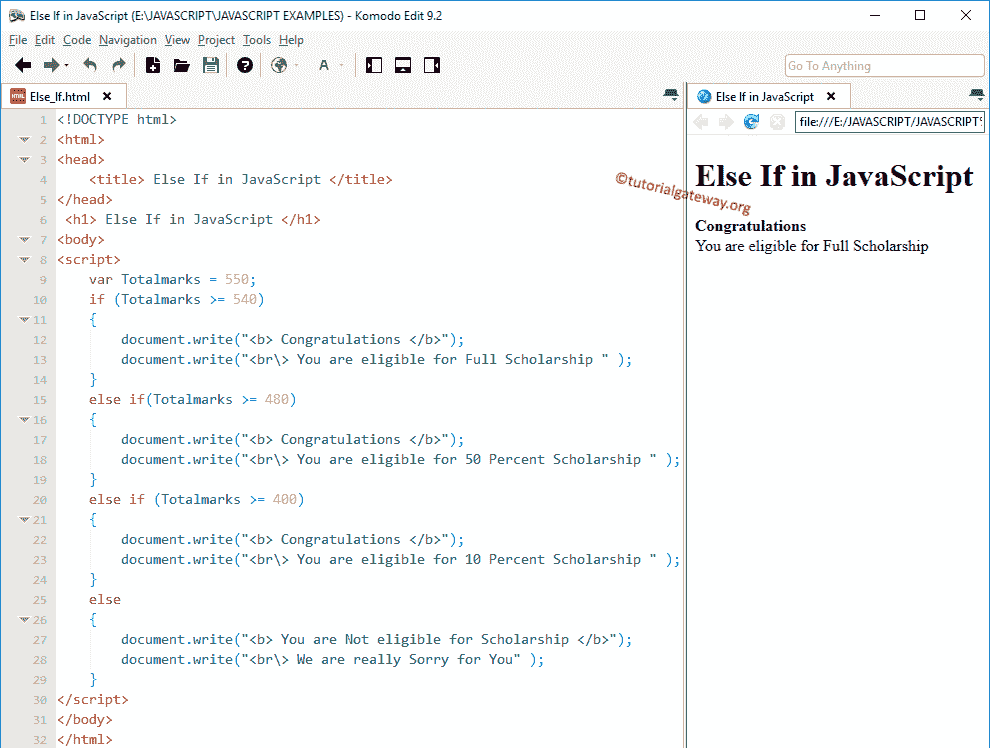 Else If in JavaScript (E:\JAVASCRIPT\JAVASCRIPT EXAMPLES) - Komodo Edit 9.2
File Edit Code Navigation View Project Tools Help
A
Go To Anything
Else_If.html
1 <!DOCTYPE html>
2 <html>
3 <head>
4 <title> Else If in JavaScript </title>
5 </head>
6 <h1> Else If in JavaScript </h1>
7 <body>
8 <script>
9 var Totalmarks = 550;
10 if (Totalmarks >= 540)
11 {
12 document.write("<b> Congratulations </b>");
13 document.write("<br\> You are eligible for Full Scholarship " );
14 }
15 else if(Totalmarks >= 480)
16 {
17 document.write("<b> Congratulations </b>");
18 document.write("<br\> You are eligible for 50 Percent Scholarship " );
19 }
20 else if (Totalmarks >= 400)
21 {
22 document.write("<b> Congratulations </b>");
23 document.write("<br\> You are eligible for 10 Percent Scholarship " );
24 }
25 else
26 {
27 document.write("<b> You are Not eligible for Scholarship </b>");
28 document.write("<br\> We are really Sorry for You" );
29 }
30 </script>
31 </body>
32 </html>
Else If in JavaScript
file:///E:/JAVASCRIPT/JAVASCRIPT%
©tutorialgateway.org
Else If in JavaScript
Congratulations
You are eligible for Full Scholarship